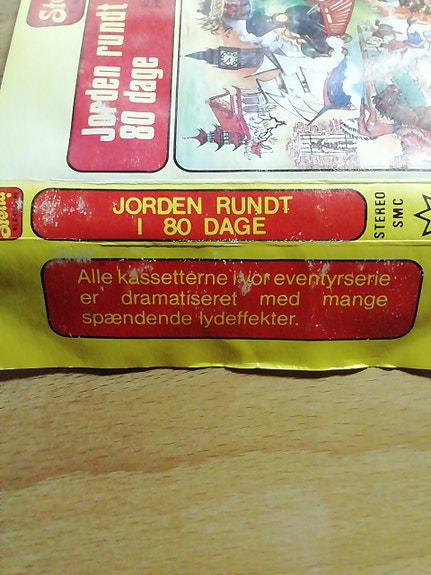 Jorden rundt
80 dage
JORDEN RUNDT
I 80 DAGE
STEREO
SMC
Alle kassetterne i vor eventyrserie
er dramatiseret med mange
spændende lydeffekter.